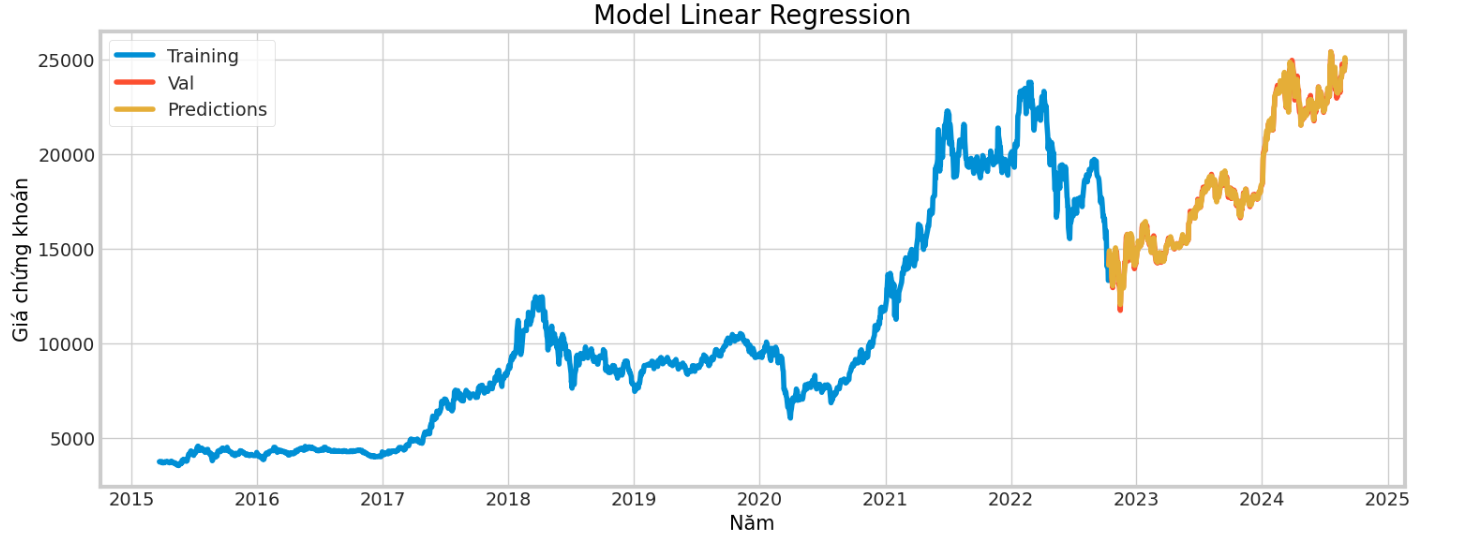 Model Linear Regression
Training
Val
Predictions
25000
20000
15000
10000
5000
Giá chứng khoán
2015 2016 2017 2018 2019 2020 2021 2022 2023 2024 2025
Năm